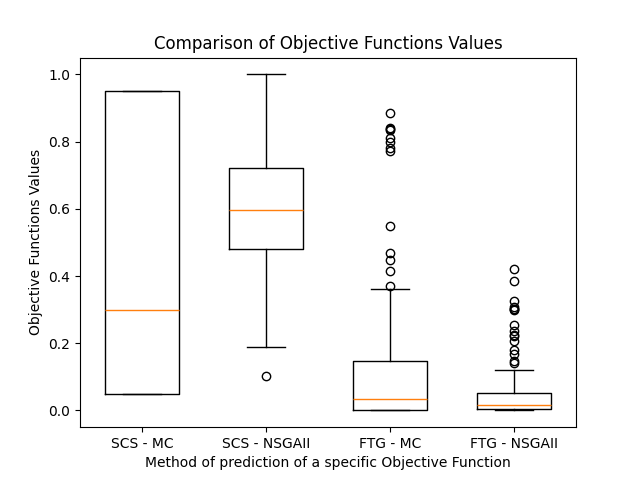 Comparison of Objective Functions Values
Objective Functions Values
1.0
0.8
0.6
0.4
0.2
0.0
SCS - MC
SCS - NSGAII
FTG - MC
FTG - NSGAII
Method of prediction of a specific Objective Function